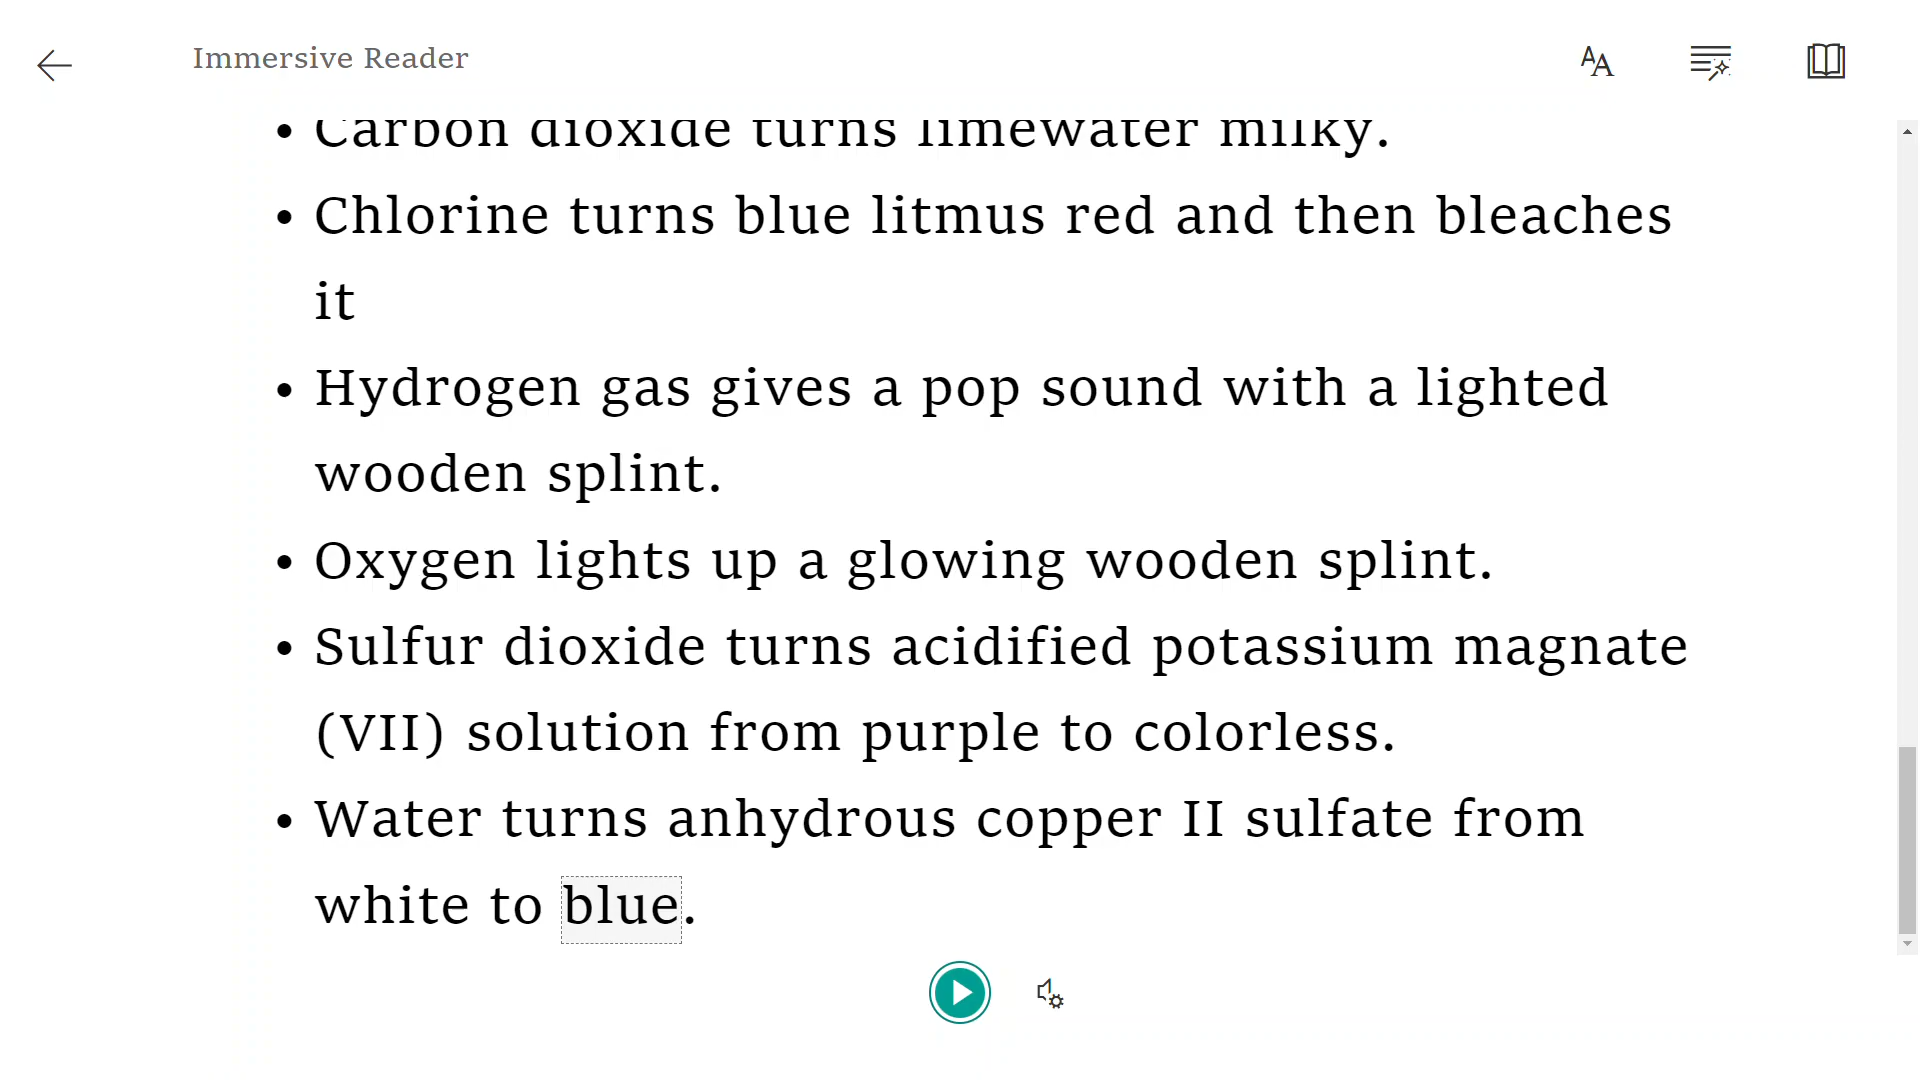 Immersive Reader
• Carbon dioxide turns limewater milky.
• Chlorine turns blue litmus red and then bleaches
it
• Hydrogen gas gives a pop sound with a lighted
wooden splint.
• Oxygen lights up a glowing wooden splint.
• Sulfur dioxide turns acidified potassium magnate
(VII) solution from purple to colorless.
• Water turns anhydrous copper II sulfate from
white to blue.